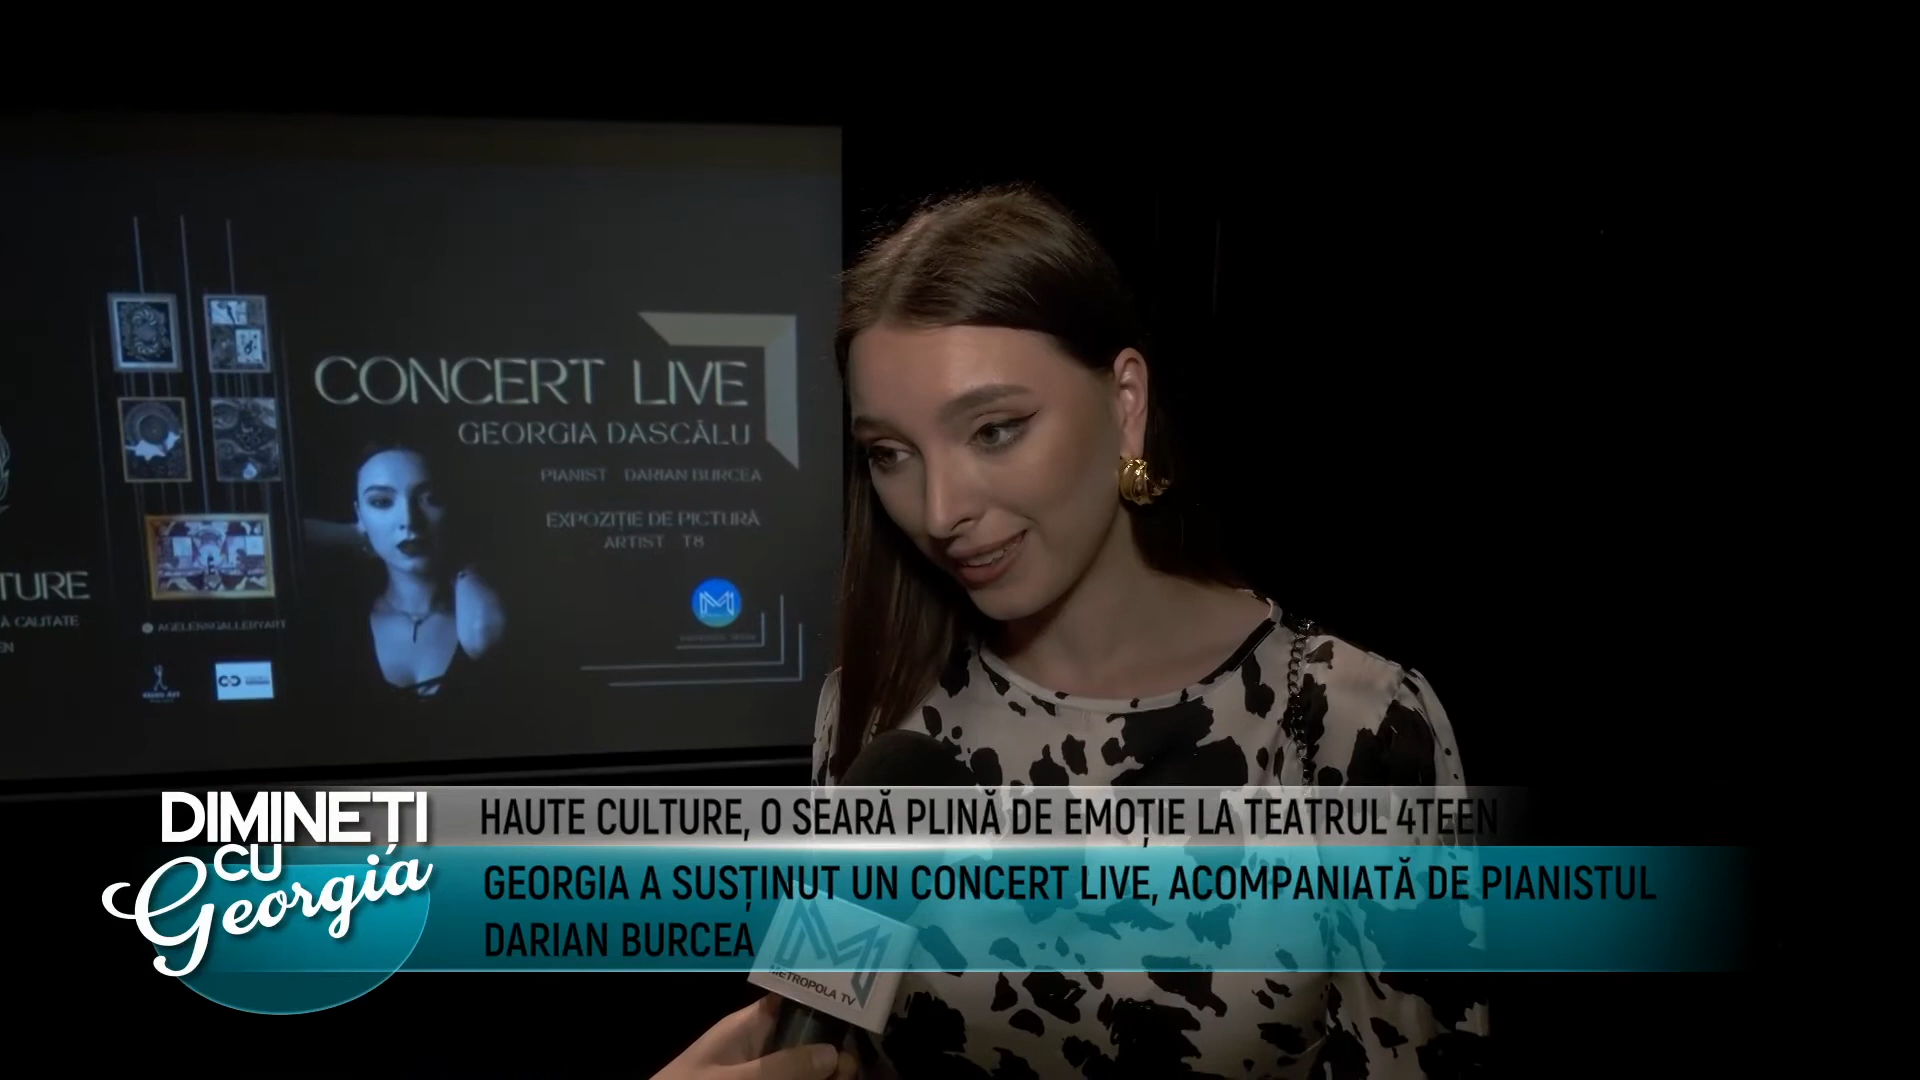 CONCERT LIVE
GEORGIA DASCĂLU
PIANIST DARIAN BURCEA
EXPOZIȚIE DE PICTURĂ
ARTIST T8
TURE
Ă CALITATE
EN
AGELENNGALLERYART
DIMINEȚI
CU
Georgia
HAUTE CULTURE, O SEARĂ PLINĂ DE EMOȚIE LA TEATRUL 4TEEN
GEORGIA A SUSȚINUT UN CONCERT LIVE, ACOMPANIATĂ DE PIANISTUL
DARIAN BURCEA
METROPOLA TV